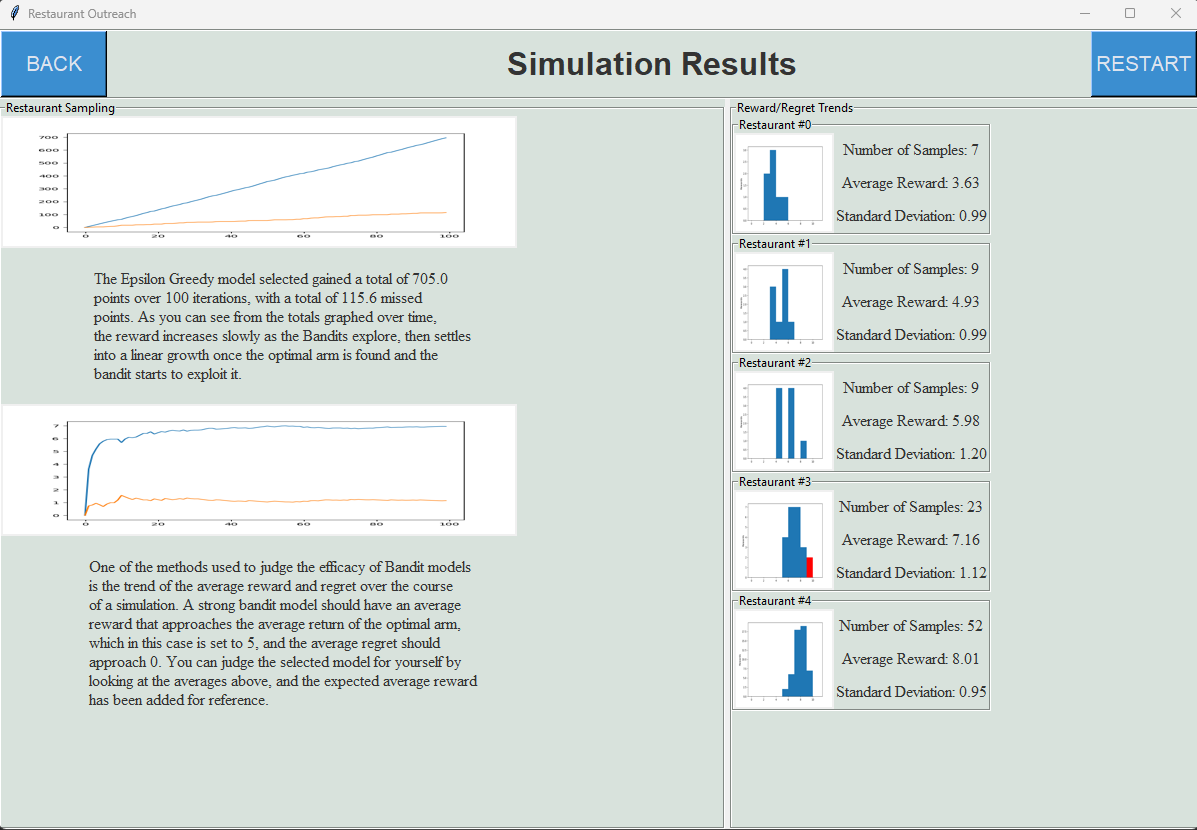 Restaurant Outreach
BACK
Simulation Results
RESTART
Restaurant Sampling
700
600
500
400
300
200
100
0
0 20 40 60 80 100
The Epsilon Greedy model selected gained a total of 705.0
points over 100 iterations, with a total of 115.6 missed
points. As you can see from the totals graphed over time,
the reward increases slowly as the Bandits explore, then settles
into a linear growth once the optimal arm is found and the
bandit starts to exploit it.
7
6
5
4
3
2
1
0
0 20 40 60 80 100
One of the methods used to judge the efficacy of Bandit models
is the trend of the average reward and regret over the course
of a simulation. A strong bandit model should have an average
reward that approaches the average return of the optimal arm,
which in this case is set to 5, and the average regret should
approach 0. You can judge the selected model for yourself by
looking at the averages above, and the expected average reward
has been added for reference.
Reward/Regret Trends
Restaurant #0
Number of Samples: 7
Average Reward: 3.63
Standard Deviation: 0.99
Restaurant #1
Number of Samples: 9
Average Reward: 4.93
Standard Deviation: 0.99
Restaurant #2
Number of Samples: 9
Average Reward: 5.98
Standard Deviation: 1.20
Restaurant #3
Number of Samples: 23
Average Reward: 7.16
Standard Deviation: 1.12
Restaurant #4
Number of Samples: 52
Average Reward: 8.01
Standard Deviation: 0.95